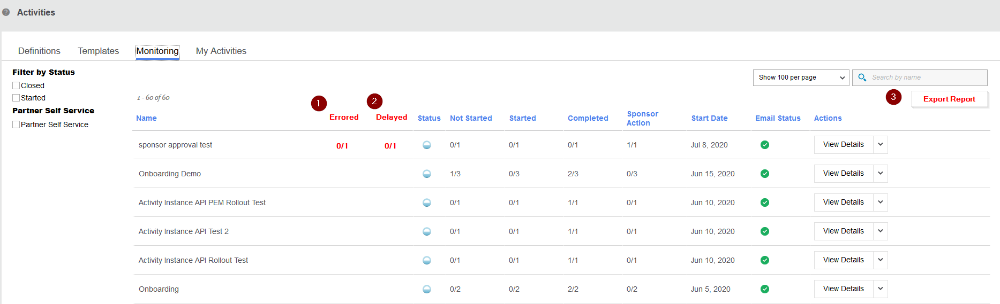 ? Activities
Definitions Templates Monitoring My Activities
Filter by Status
Closed
Started
Partner Self Service
Partner Self Service
Show 100 per page Search by name
1 - 60 of 60
1 2 3 Export Report
Name Errored Delayed Status Not Started Started Completed Sponsor Action Start Date Email Status Actions
sponsor approval test 0/1 0/1 0/1 0/1 0/1 1/1 Jul 8, 2020 View Details
Onboarding Demo 1/3 0/3 2/3 0/3 Jun 15, 2020 View Details
Activity Instance API PEM Rollout Test 0/1 0/1 1/1 0/1 Jun 10, 2020 View Details
Activity Instance API Test 2 0/1 0/1 1/1 0/1 Jun 10, 2020 View Details
Activity Instance API Rollout Test 0/1 0/1 1/1 0/1 Jun 10, 2020 View Details
Onboarding 0/2 0/2 2/2 0/2 Jun 5, 2020 View Details